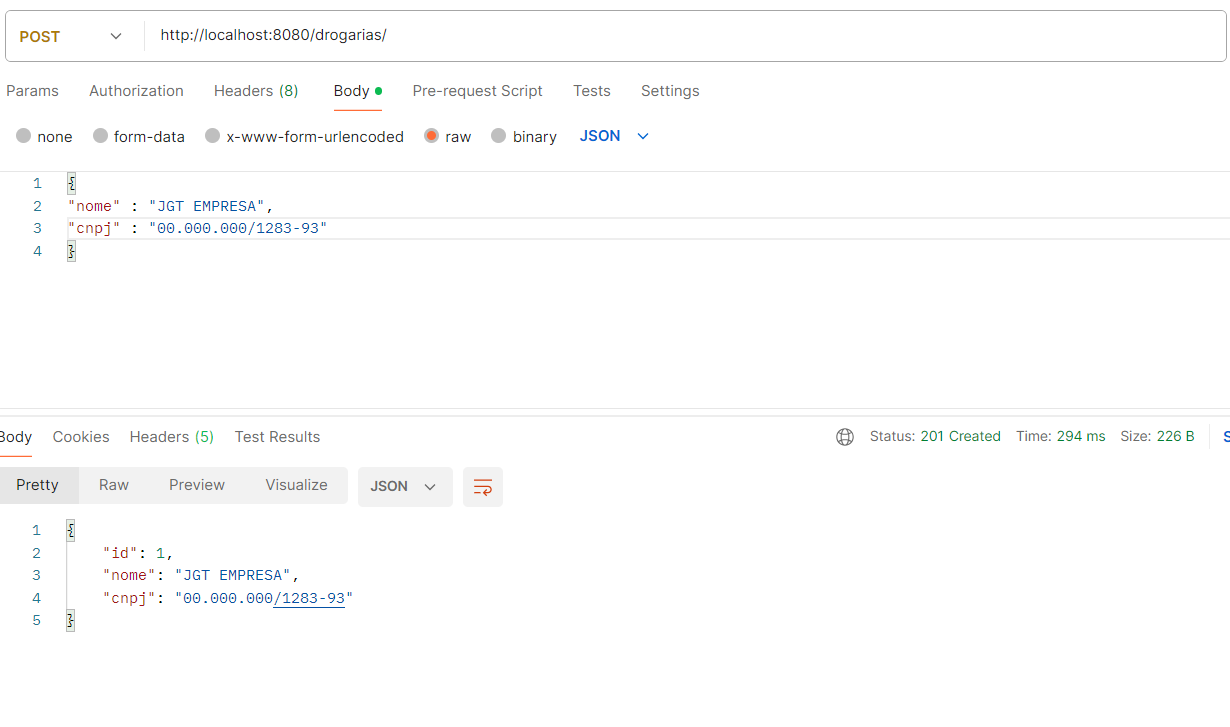 POST http://localhost:8080/drogarias/
Params Authorization Headers (8) Body Pre-request Script Tests Settings
none form-data x-www-form-urlencoded raw binary JSON
1 {
2 "nome" : "JGT EMPRESA",
3 "cnpj" : "00.000.000/1283-93"
4 }
Body Cookies Headers (5) Test Results Status: 201 Created Time: 294 ms Size: 226 B
Pretty Raw Preview Visualize JSON
1 {
2 "id": 1,
3 "nome": "JGT EMPRESA",
4 "cnpj": "00.000.000/1283-93"
5 }